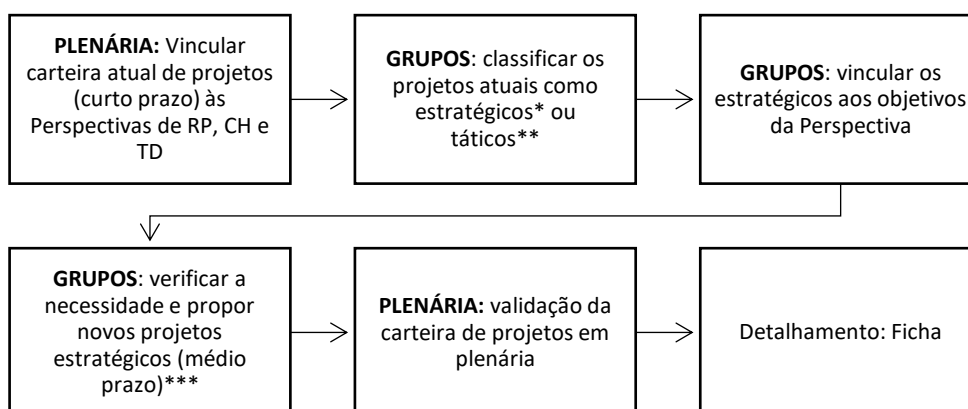 PLENÁRIA: Vincular
carteira atual de projetos
(curto prazo) às
Perspectivas de RP, CH e
TD
GRUPOS: classificar os
projetos atuais como
estratégicos* ou
táticos**
GRUPOS: vincular os
estratégicos aos objetivos
da Perspectiva
GRUPOS: verificar a
necessidade e propor
novos projetos
estratégicos (médio
prazo)***
PLENÁRIA: validação da
carteira de projetos em
plenária
Detalhamento: Ficha